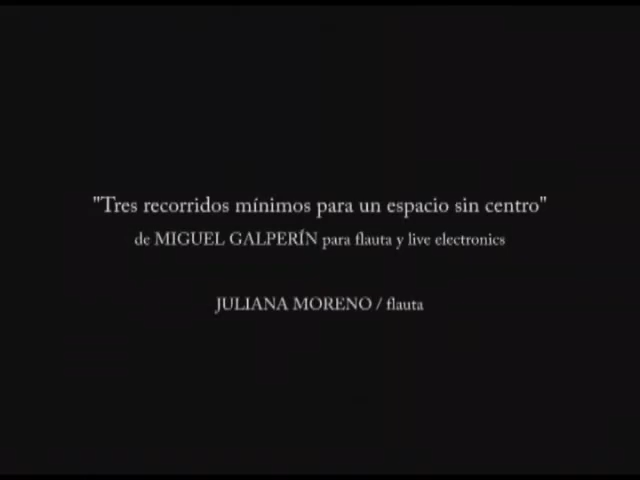 "Tres recorridos mínimos para un espacio sin centro"
de MIGUEL GALPERÍN para flauta y live electronics
JULIANA MORENO / flauta